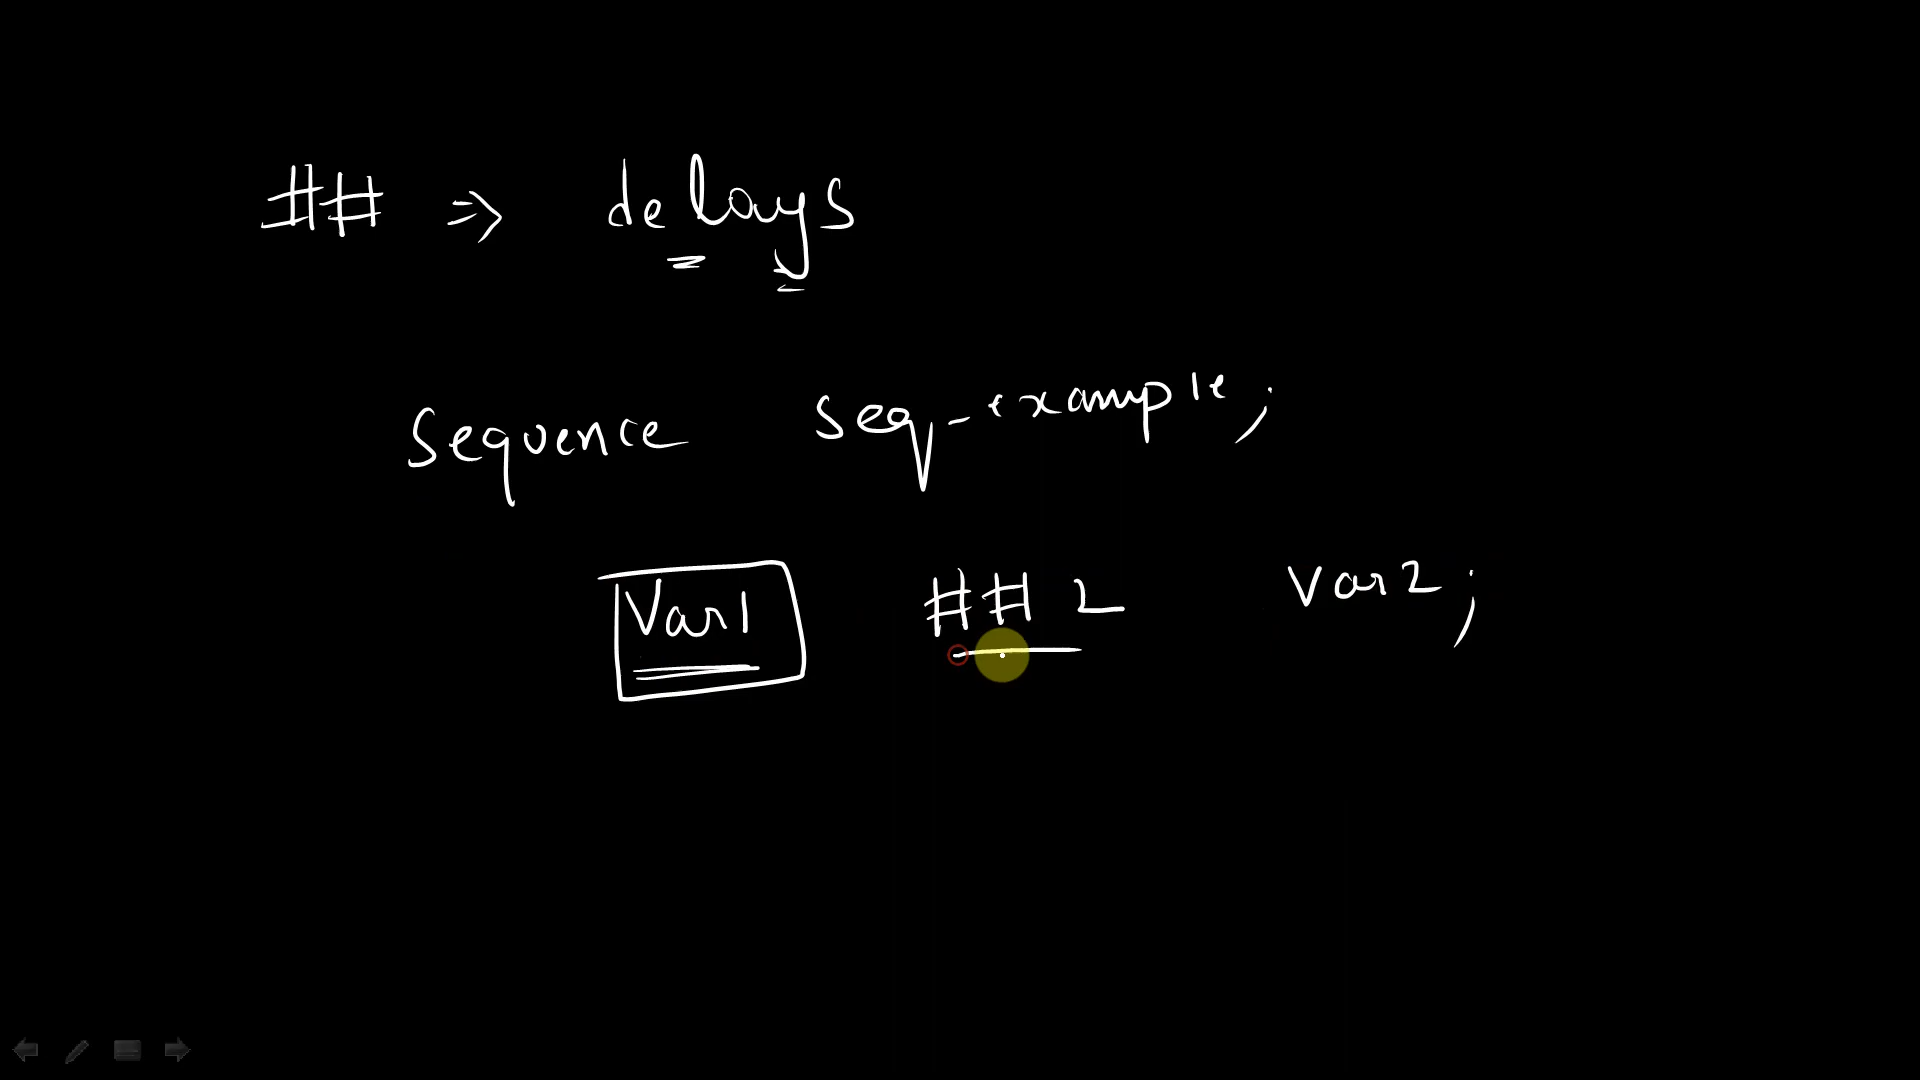 ## => delays
Sequence seq-example;
Var1 ## 2 Var2;